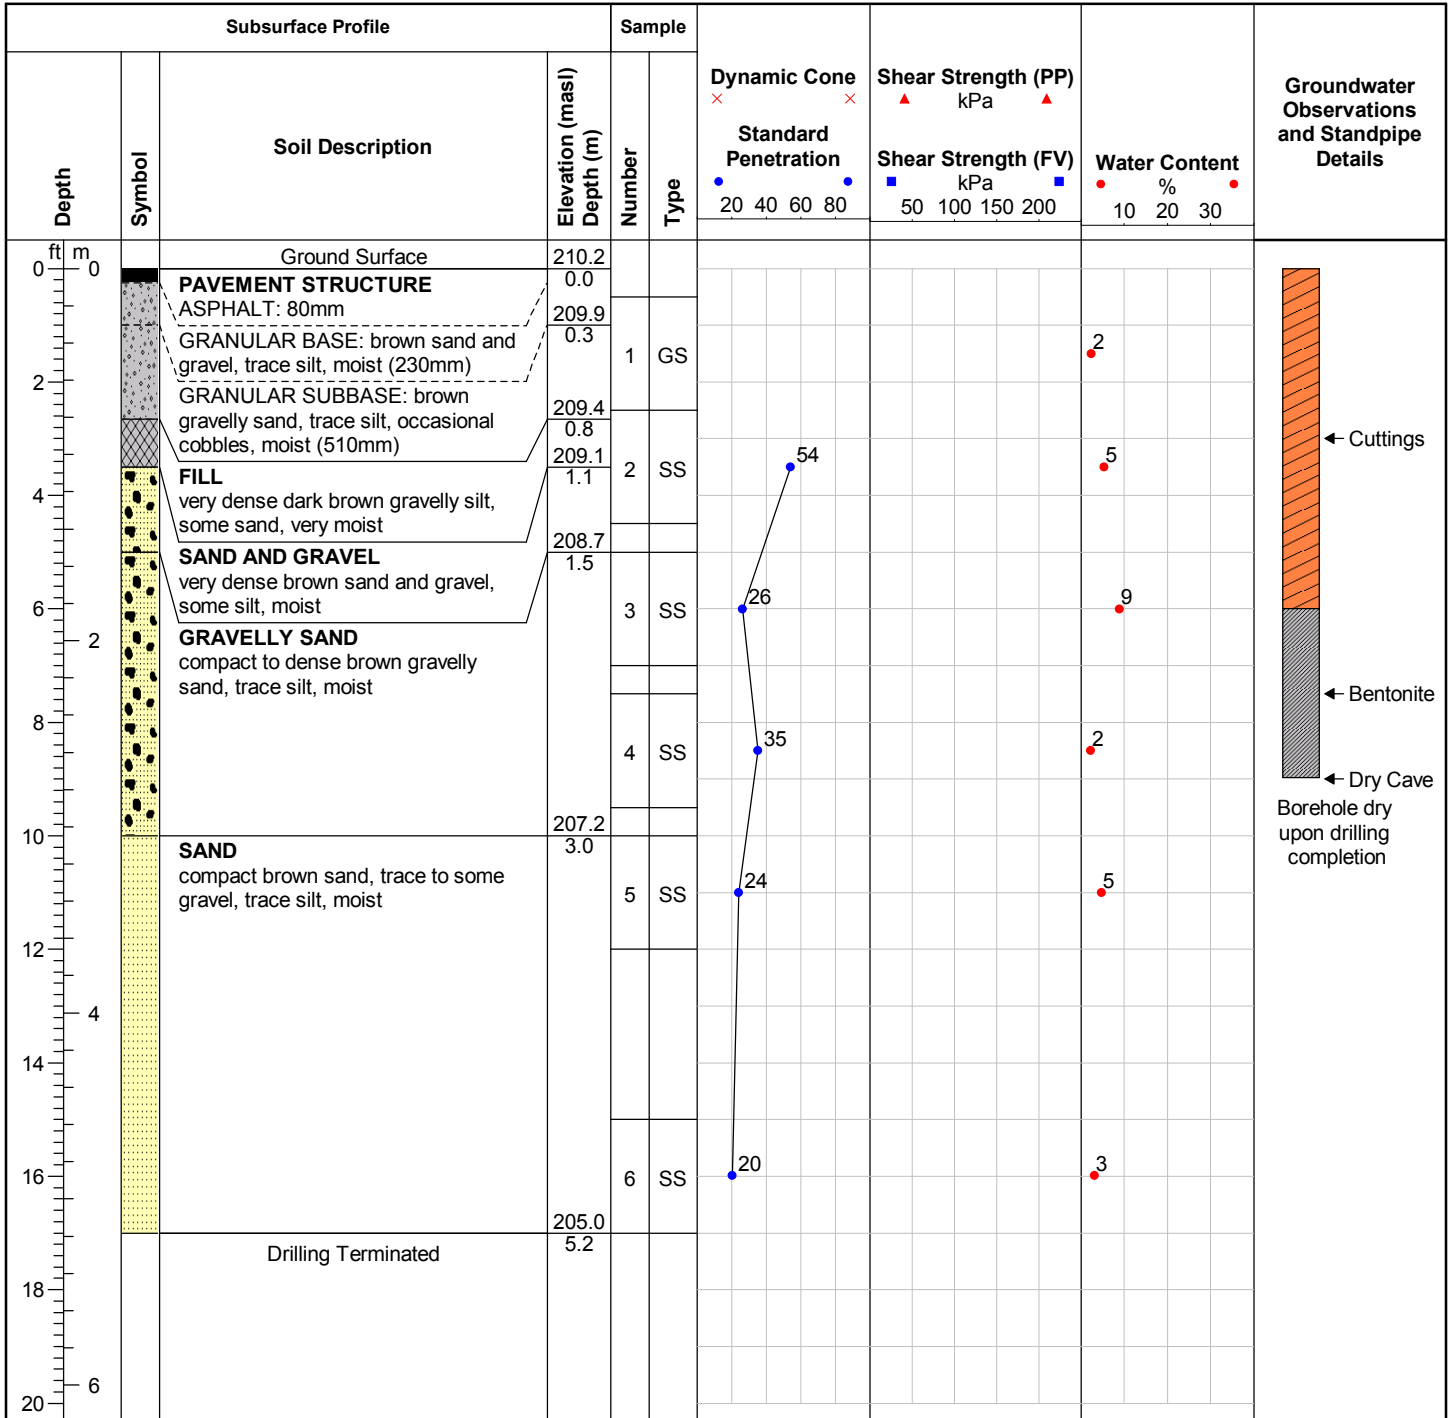 Subsurface Profile
Sample
Depth
Symbol
Soil Description
Elevation (masl)
Depth (m)
Number
Type
Dynamic Cone
Standard
Penetration
20 40 60 80
Shear Strength (PP)
kPa
Shear Strength (FV)
kPa
50 100 150 200
Water Content
%
10 20 30
Groundwater
Observations
and Standpipe
Details
ft m
Ground Surface
210.2
0 0
0.0
PAVEMENT STRUCTURE
ASPHALT: 80mm
209.9
0.3
GRANULAR BASE: brown sand and
gravel, trace silt, moist (230mm)
1 GS
2
2
GRANULAR SUBBASE: brown
gravelly sand, trace silt, occasional
cobbles, moist (510mm)
209.4
0.8
209.1
1.1
Cuttings
FILL
very dense dark brown gravelly silt,
some sand, very moist
2 SS
54
5
4
208.7
1.5
SAND AND GRAVEL
very dense brown sand and gravel,
some silt, moist
3 SS
26
9
6
2
GRAVELLY SAND
compact to dense brown gravelly
sand, trace silt, moist
Bentonite
8
4 SS
35
2
Dry Cave
Borehole dry
upon drilling
completion
207.2
10
3.0
SAND
compact brown sand, trace to some
gravel, trace silt, moist
5 SS
24
5
12
4
14
16
6 SS
20
3
205.0
5.2
Drilling Terminated
18
6
20